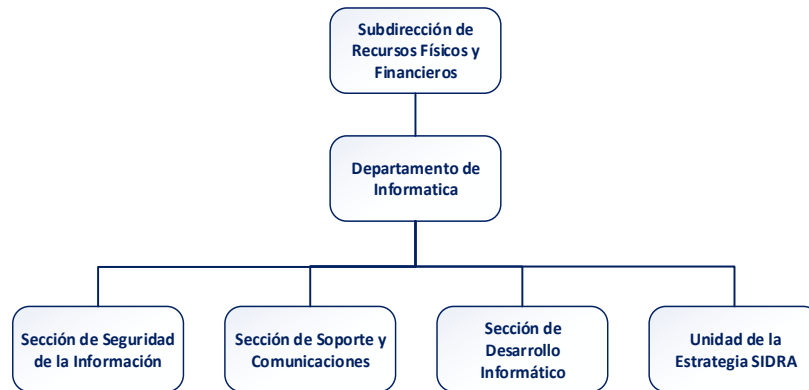 Subdirección de
Recursos Físicos y
Financieros
Departamento de
Informatica
Sección de Seguridad
de la Información
Sección de Soporte y
Comunicaciones
Sección de
Desarrollo
Informático
Unidad de la
Estrategia SIDRA